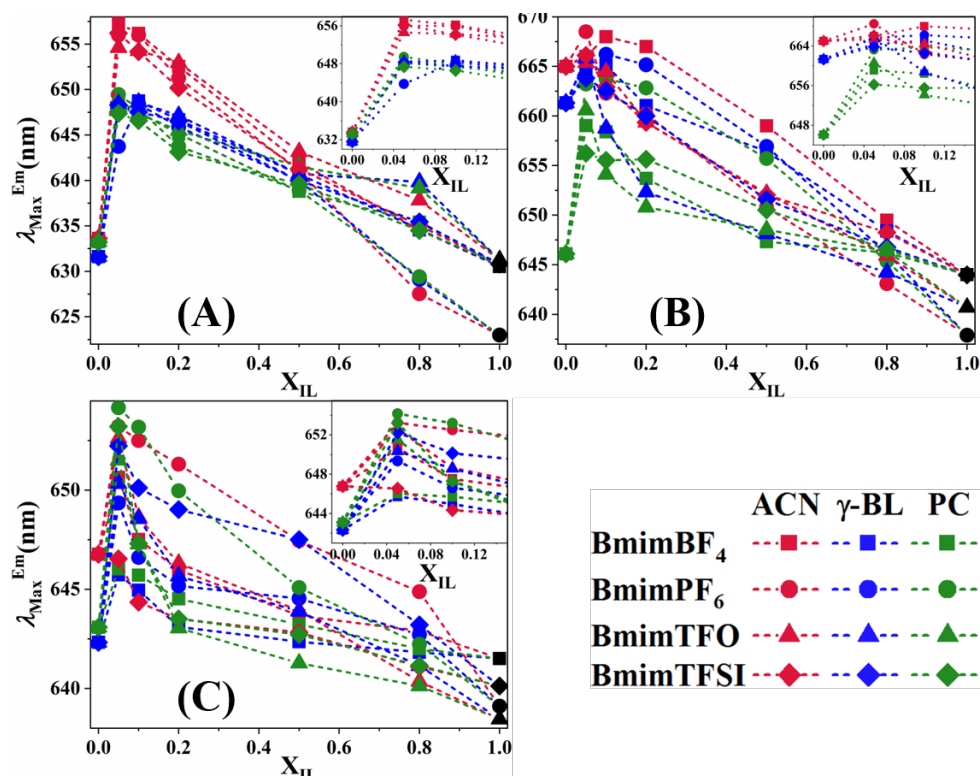 655
650
645
640
635
630
625
λ_Max^Em (nm)
0.0 0.2 0.4 0.6 0.8 1.0
X_IL
(A)
656
648
640
632
0.00 0.04 0.08 0.12
X_IL
670
665
660
655
650
645
640
0.0 0.2 0.4 0.6 0.8 1.0
X_IL
(B)
664
656
648
0.00 0.04 0.08 0.12
X_IL
650
645
640
λ_Max^Em (nm)
0.0 0.2 0.4 0.6 0.8 1.0
X_IL
(C)
652
648
644
0.00 0.04 0.08 0.12
X_IL
ACN γ-BL PC
BmimBF₄
BmimPF₆
BmimTFO
BmimTFSI